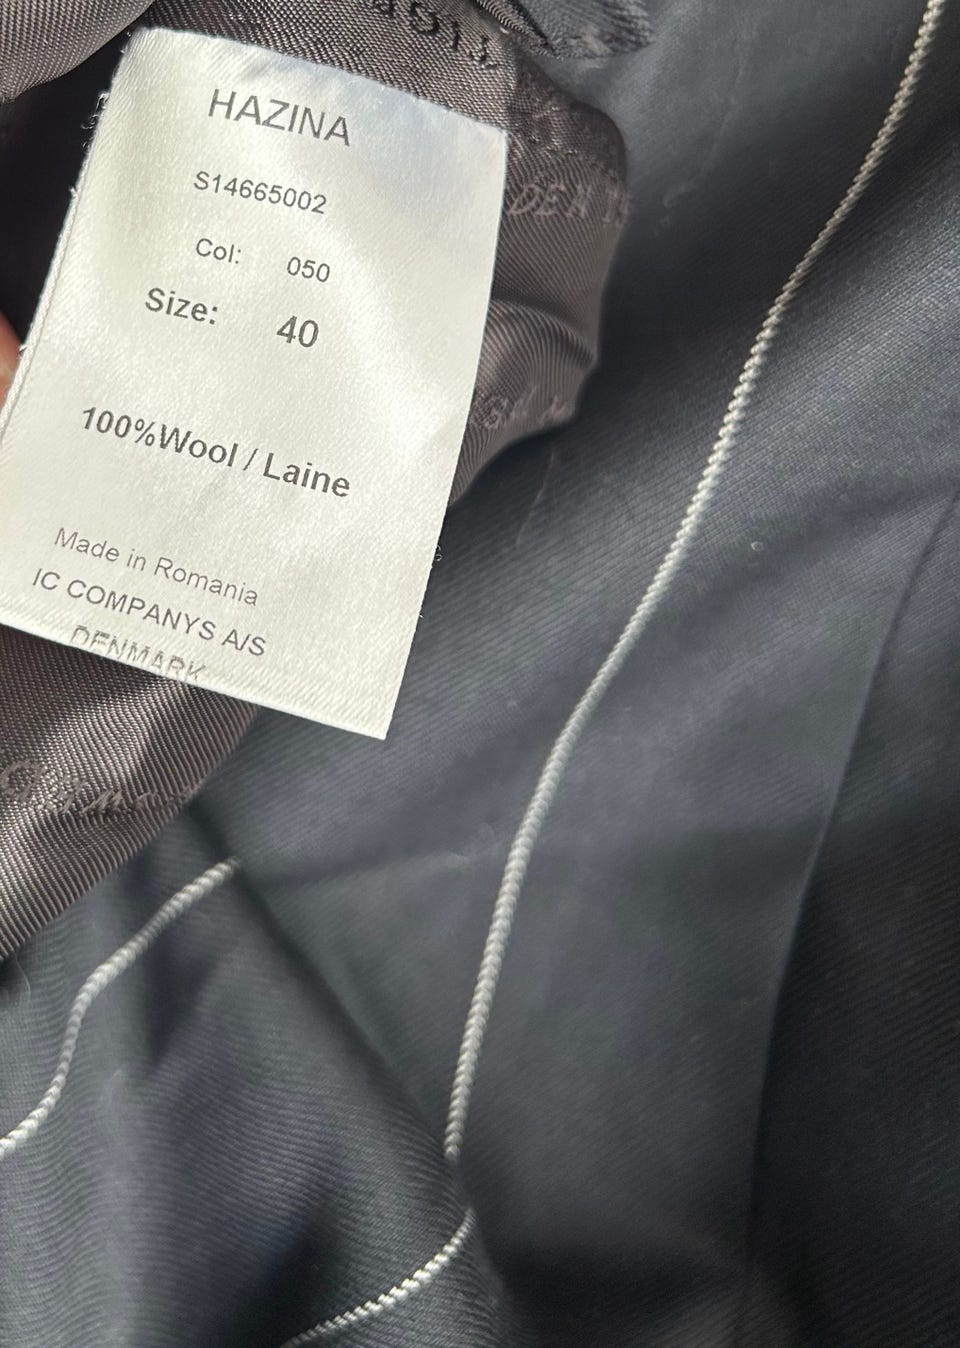 HAZINA
S14665002
Col: 050
Size: 40
100%Wool / Laine
Made in Romania
IC COMPANYS A/S
DENMARK